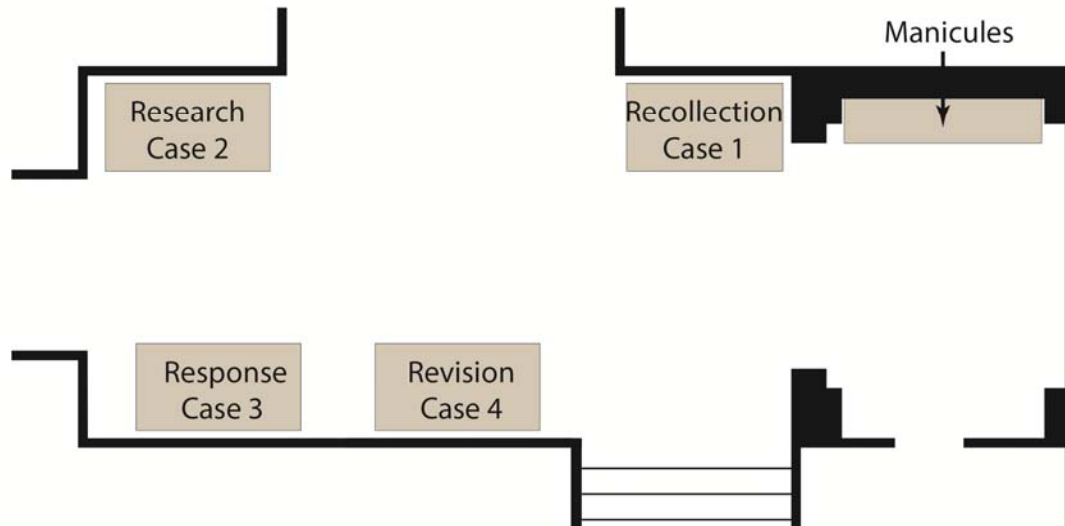 Manicules
Research
Case 2
Recollection
Case 1
Response
Case 3
Revision
Case 4